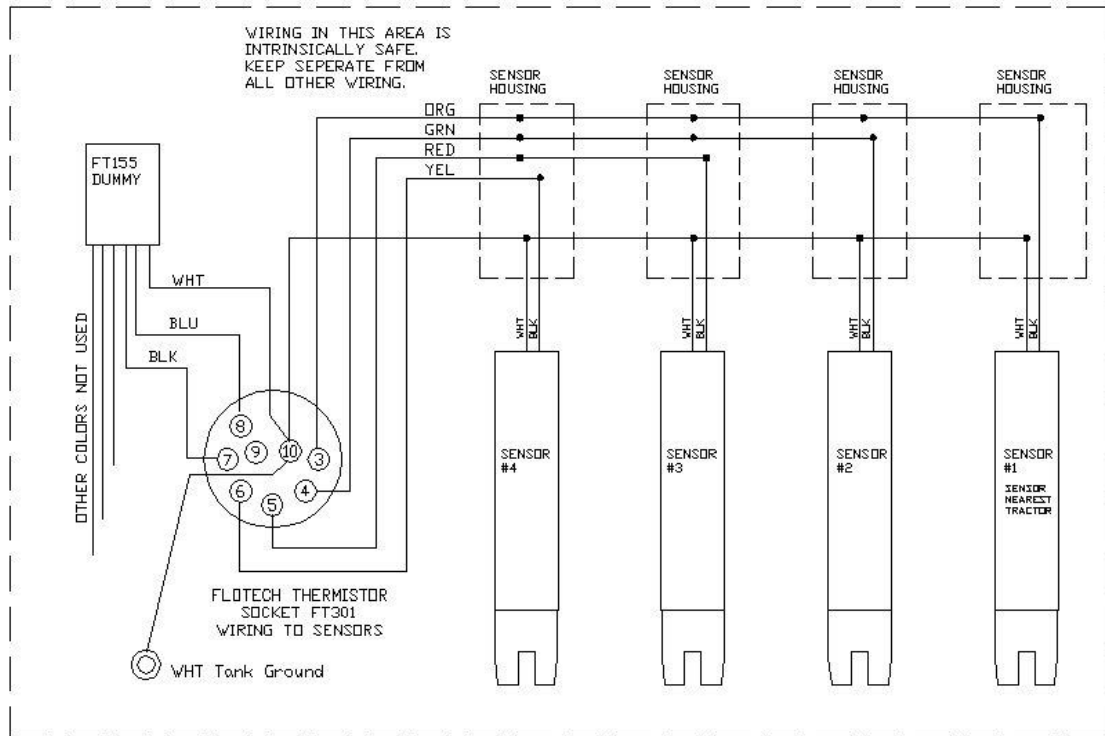 WIRING IN THIS AREA IS
INTRINSICALLY SAFE.
KEEP SEPERATE FROM
ALL OTHER WIRING.
SENSOR
HOUSING
SENSOR
HOUSING
SENSOR
HOUSING
SENSOR
HOUSING
ORG
GRN
RED
YEL
FT155
DUMMY
WHT
BLU
BLK
OTHER COLORS NOT USED
8
9
10
3
7
6
5
4
WHT
BLK
WHT
BLK
WHT
BLK
WHT
BLK
SENSOR
#4
SENSOR
#3
SENSOR
#2
SENSOR
#1
SENSOR
NEAREST
TRACTOR
FLOTECH THERMISTOR
SOCKET FT301
WIRING TO SENSORS
WHT Tank Ground